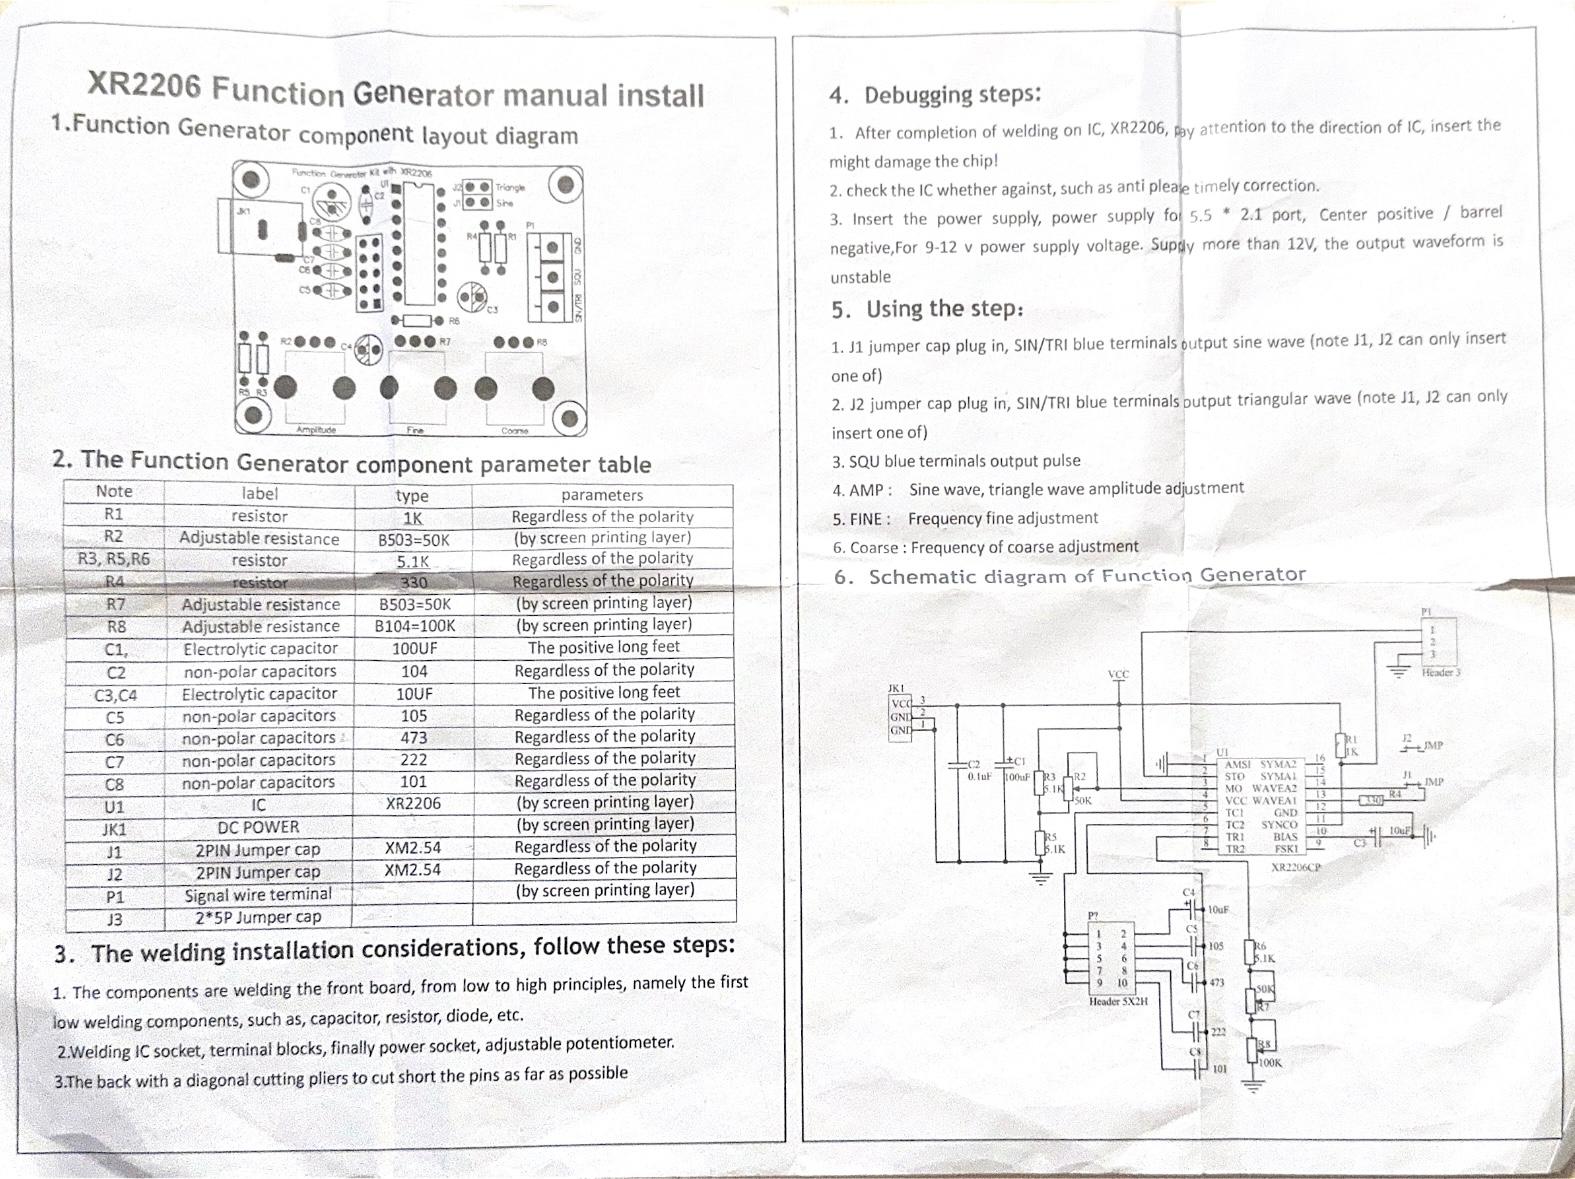 XR2206 Function Generator manual install
1.Function Generator component layout diagram
Function Generator Kit with XR2206
C1
U1
C2
J2
Triangle
J1
Sine
JK1
C8
R4
R1
P1
GND
C7
C6
SQU
C5
C3
SIN/TRI
R6
R2
C4
R7
R8
R5
R3
Amplitude
Fine
Coarse
2. The Function Generator component parameter table
Note label type parameters
R1 resistor 1K Regardless of the polarity
R2 Adjustable resistance B503=50K (by screen printing layer)
R3, R5,R6 resistor 5.1K Regardless of the polarity
R4 resistor 330 Regardless of the polarity
R7 Adjustable resistance B503=50K (by screen printing layer)
R8 Adjustable resistance B104=100K (by screen printing layer)
C1, Electrolytic capacitor 100UF The positive long feet
C2 non-polar capacitors 104 Regardless of the polarity
C3,C4 Electrolytic capacitor 10UF The positive long feet
C5 non-polar capacitors 105 Regardless of the polarity
C6 non-polar capacitors 473 Regardless of the polarity
C7 non-polar capacitors 222 Regardless of the polarity
C8 non-polar capacitors 101 Regardless of the polarity
U1 IC XR2206 (by screen printing layer)
JK1 DC POWER (by screen printing layer)
J1 2PIN Jumper cap XM2.54 Regardless of the polarity
J2 2PIN Jumper cap XM2.54 Regardless of the polarity
P1 Signal wire terminal (by screen printing layer)
J3 2*5P Jumper cap
3. The welding installation considerations, follow these steps:
1. The components are welding the front board, from low to high principles, namely the first
low welding components, such as, capacitor, resistor, diode, etc.
2.Welding IC socket, terminal blocks, finally power socket, adjustable potentiometer.
3.The back with a diagonal cutting pliers to cut short the pins as far as possible
4. Debugging steps:
1. After completion of welding on IC, XR2206, pay attention to the direction of IC, insert the
might damage the chip!
2. check the IC whether against, such as anti please timely correction.
3. Insert the power supply, power supply for 5.5 * 2.1 port, Center positive / barrel
negative,For 9-12 v power supply voltage. Supply more than 12V, the output waveform is
unstable
5. Using the step:
1. J1 jumper cap plug in, SIN/TRI blue terminals output sine wave (note J1, J2 can only insert
one of)
2. J2 jumper cap plug in, SIN/TRI blue terminals output triangular wave (note J1, J2 can only
insert one of)
3. SQU blue terminals output pulse
4. AMP : Sine wave, triangle wave amplitude adjustment
5. FINE : Frequency fine adjustment
6. Coarse : Frequency of coarse adjustment
6. Schematic diagram of Function Generator
P1
1
2
3
Header 3
VCC
JK1
VCC 3
GND 2
GND 1
C2
0.1uF
C1
100uF
R3
5.1K
R2
50K
R5
5.1K
R1
1K
J2
JMP
J1
JMP
R4
330
U1
1 AMSI SYMA2 16
2 STO SYMA1 15
3 MO WAVEA2 14
4 VCC WAVEA1 13
5 TC1 GND 12
6 TC2 SYNCO 11
7 TR1 BIAS 10
8 TR2 FSK1 9
XR2206CP
C3
10uF
P?
1 2
3 4
5 6
7 8
9 10
Header 5X2H
C4
10uF
C5
105
C6
473
C7
222
C8
101
R6
5.1K
50K
R7
R8
100K